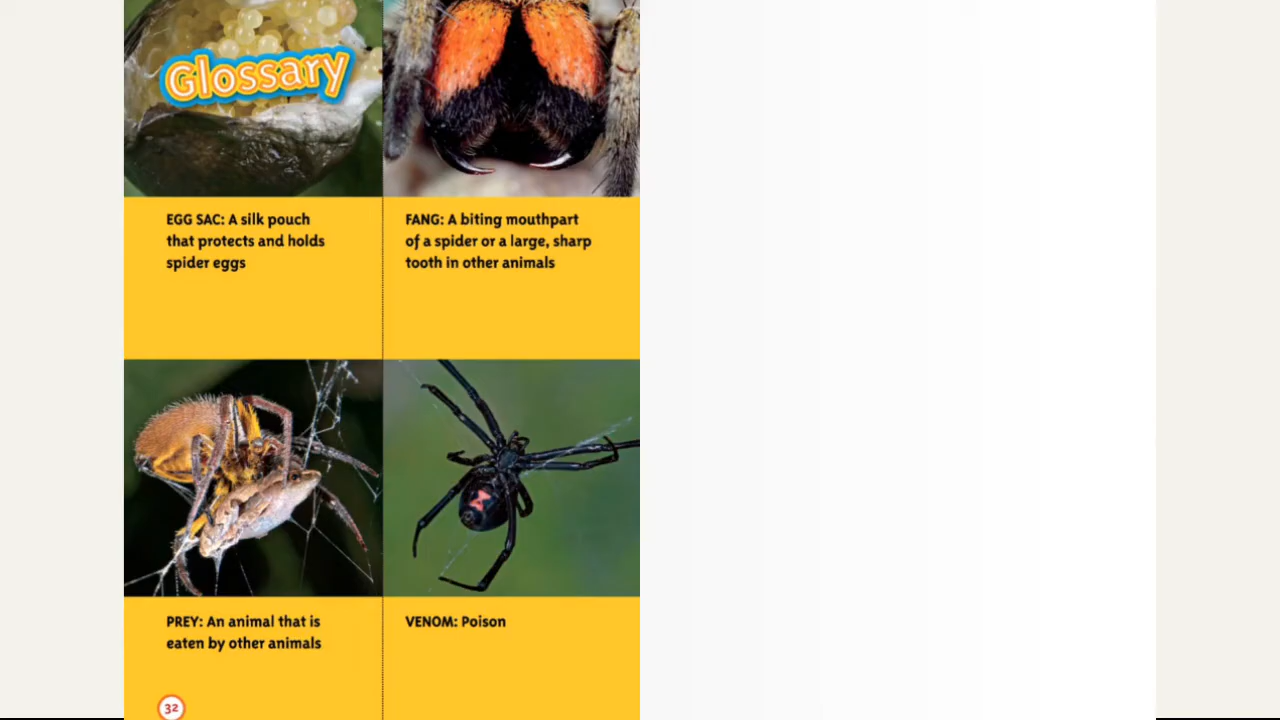 Glossary
EGG SAC: A silk pouch
that protects and holds
spider eggs
FANG: A biting mouthpart
of a spider or a large, sharp
tooth in other animals
PREY: An animal that is
eaten by other animals
VENOM: Poison
32